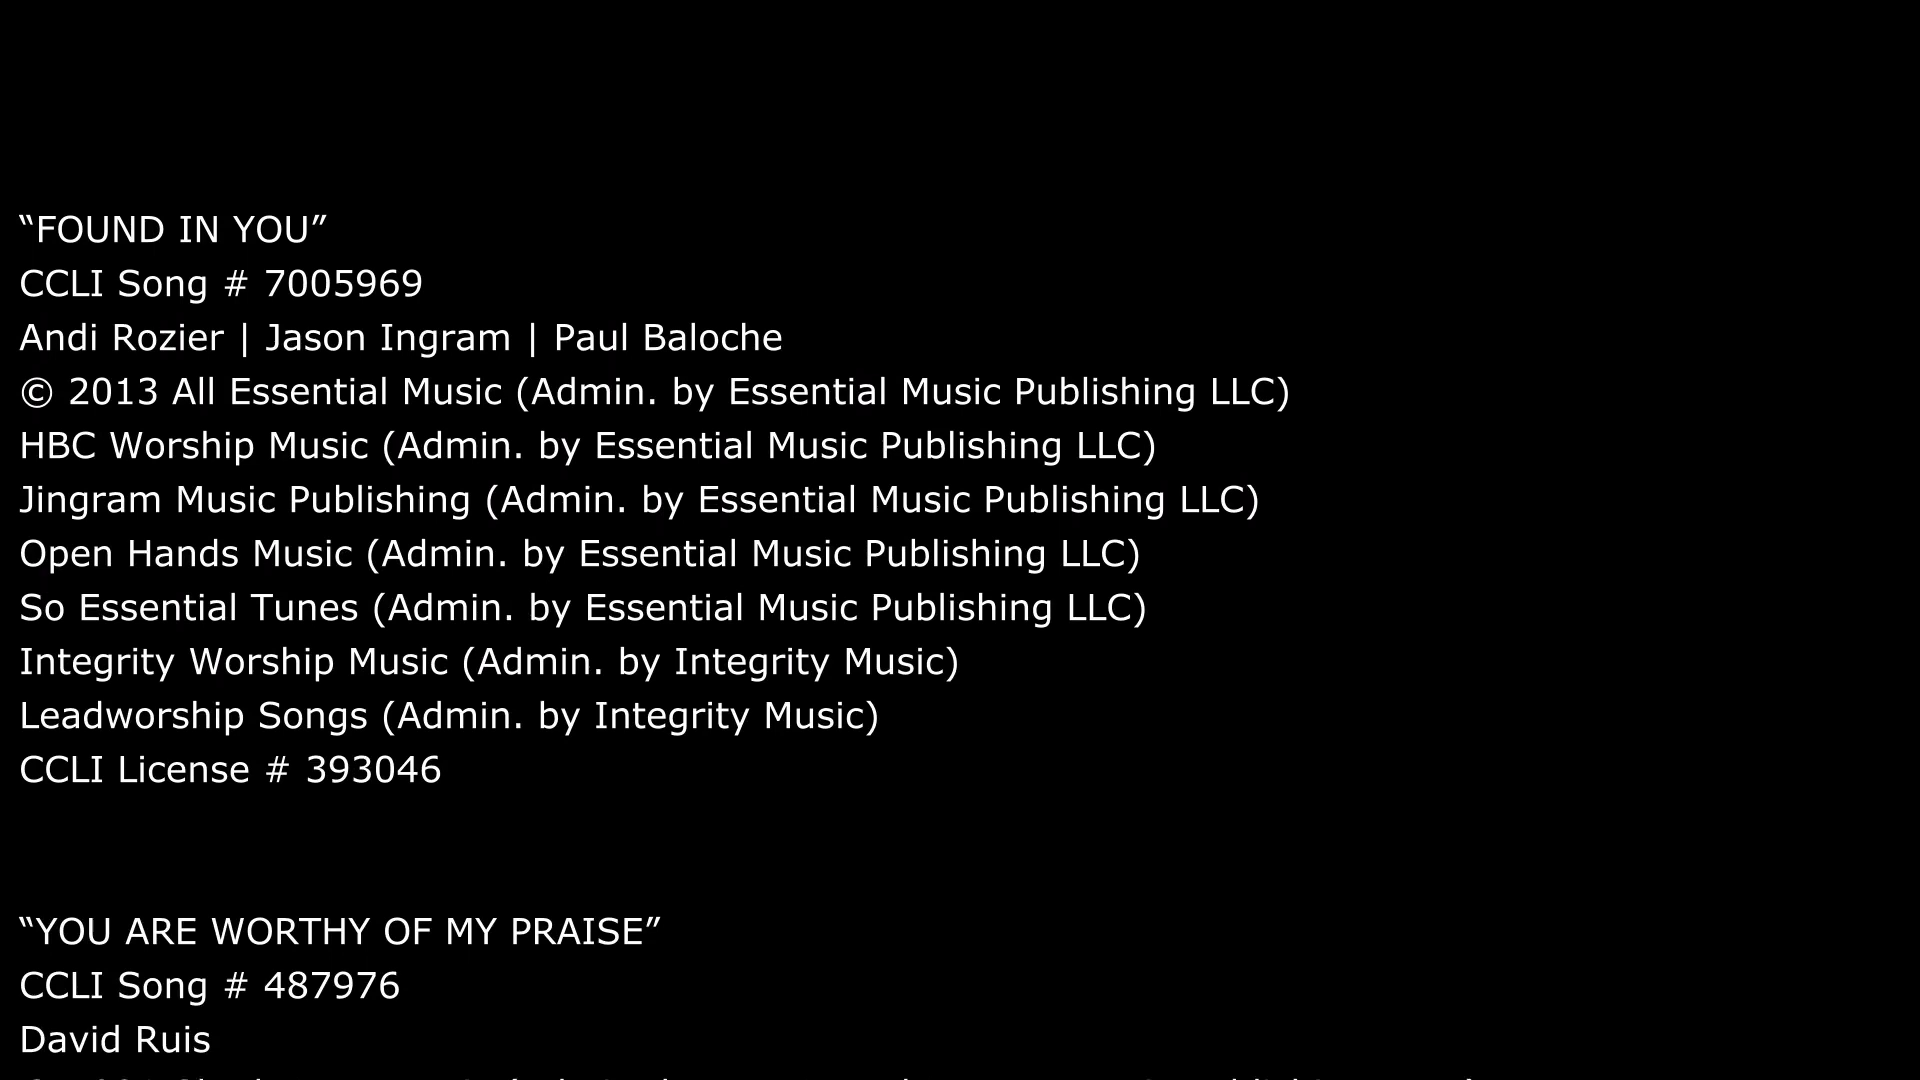 “FOUND IN YOU”
CCLI Song # 7005969
Andi Rozier | Jason Ingram | Paul Baloche
© 2013 All Essential Music (Admin. by Essential Music Publishing LLC)
HBC Worship Music (Admin. by Essential Music Publishing LLC)
Jingram Music Publishing (Admin. by Essential Music Publishing LLC)
Open Hands Music (Admin. by Essential Music Publishing LLC)
So Essential Tunes (Admin. by Essential Music Publishing LLC)
Integrity Worship Music (Admin. by Integrity Music)
Leadworship Songs (Admin. by Integrity Music)
CCLI License # 393046
“YOU ARE WORTHY OF MY PRAISE”
CCLI Song # 487976
David Ruis